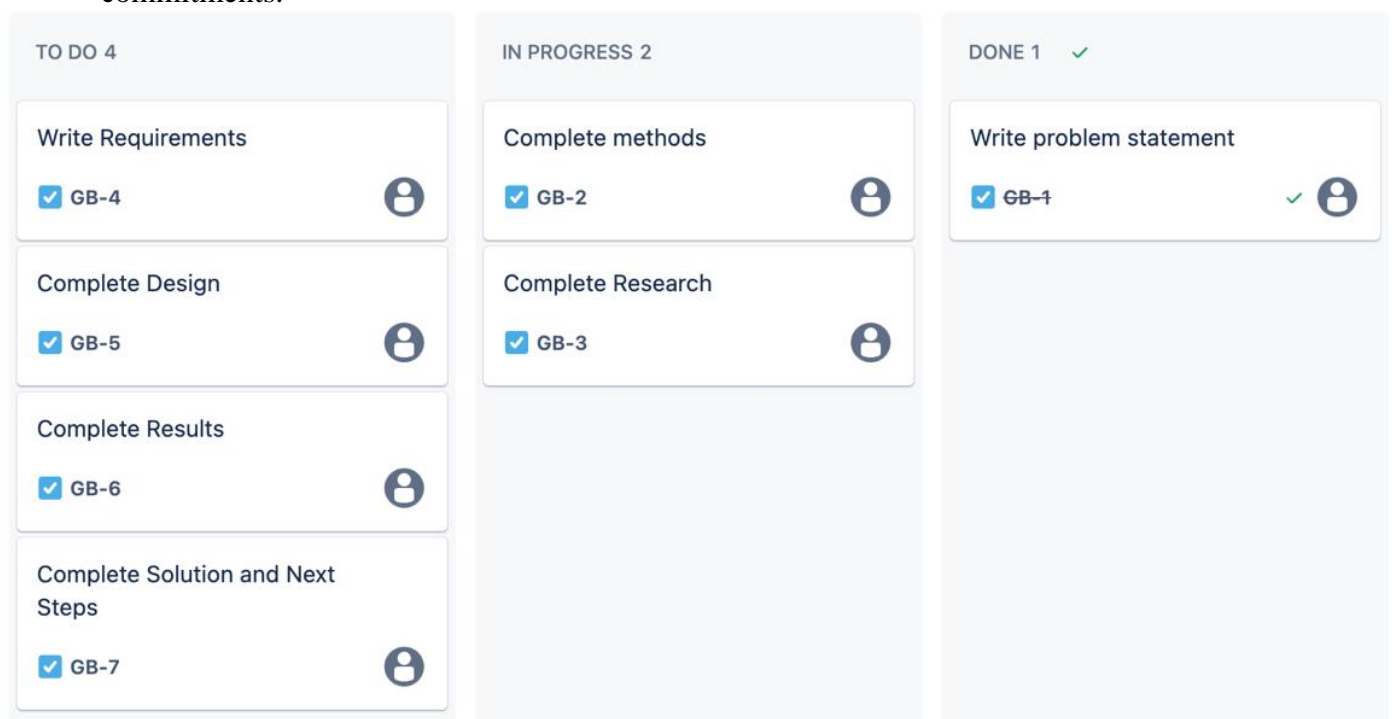 commitments.
TO DO 4
Write Requirements
GB-4
Complete Design
GB-5
Complete Results
GB-6
Complete Solution and Next
Steps
GB-7
IN PROGRESS 2
Complete methods
GB-2
Complete Research
GB-3
DONE 1
Write problem statement
GB-1